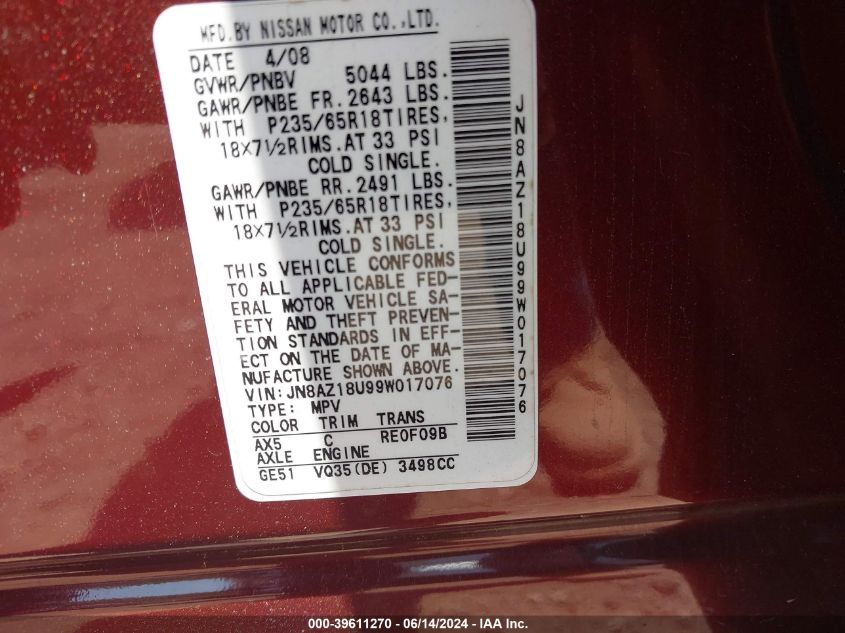 MFD.BY NISSAN MOTOR CO.,LTD.
DATE 4/08
GVWR/PNBV 5044 LBS.
GAWR/PNBE FR.2643 LBS.
WITH P235/65R18TIRES,
18X7½RIMS.AT 33 PSI
COLD SINGLE.
GAWR/PNBE RR.2491 LBS.
WITH P235/65R18TIRES,
18X7½RIMS.AT 33 PSI
COLD SINGLE.
THIS VEHICLE CONFORMS
TO ALL APPLICABLE FED-
ERAL MOTOR VEHICLE SA-
FETY AND THEFT PREVEN-
TION STANDARDS IN EFF-
ECT ON THE DATE OF MA-
NUFACTURE SHOWN ABOVE.
VIN: JN8AZ18U99W017076
TYPE: MPV
COLOR TRIM TRANS
AX5 C RE0F09B
AXLE ENGINE
GE51 VQ35(DE) 3498CC
JN8AZ18U99W017076
000-39611270 - 06/14/2024 - IAA Inc.